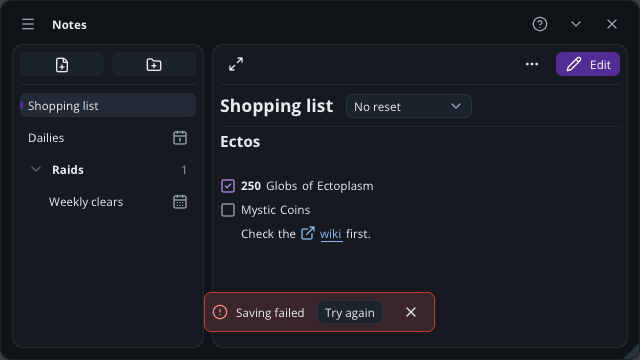 Notes
Shopping list
Dailies
Raids 1
Weekly clears
Edit
Shopping list No reset
Ectos
250 Globs of Ectoplasm
Mystic Coins
Check the wiki first.
Saving failed Try again